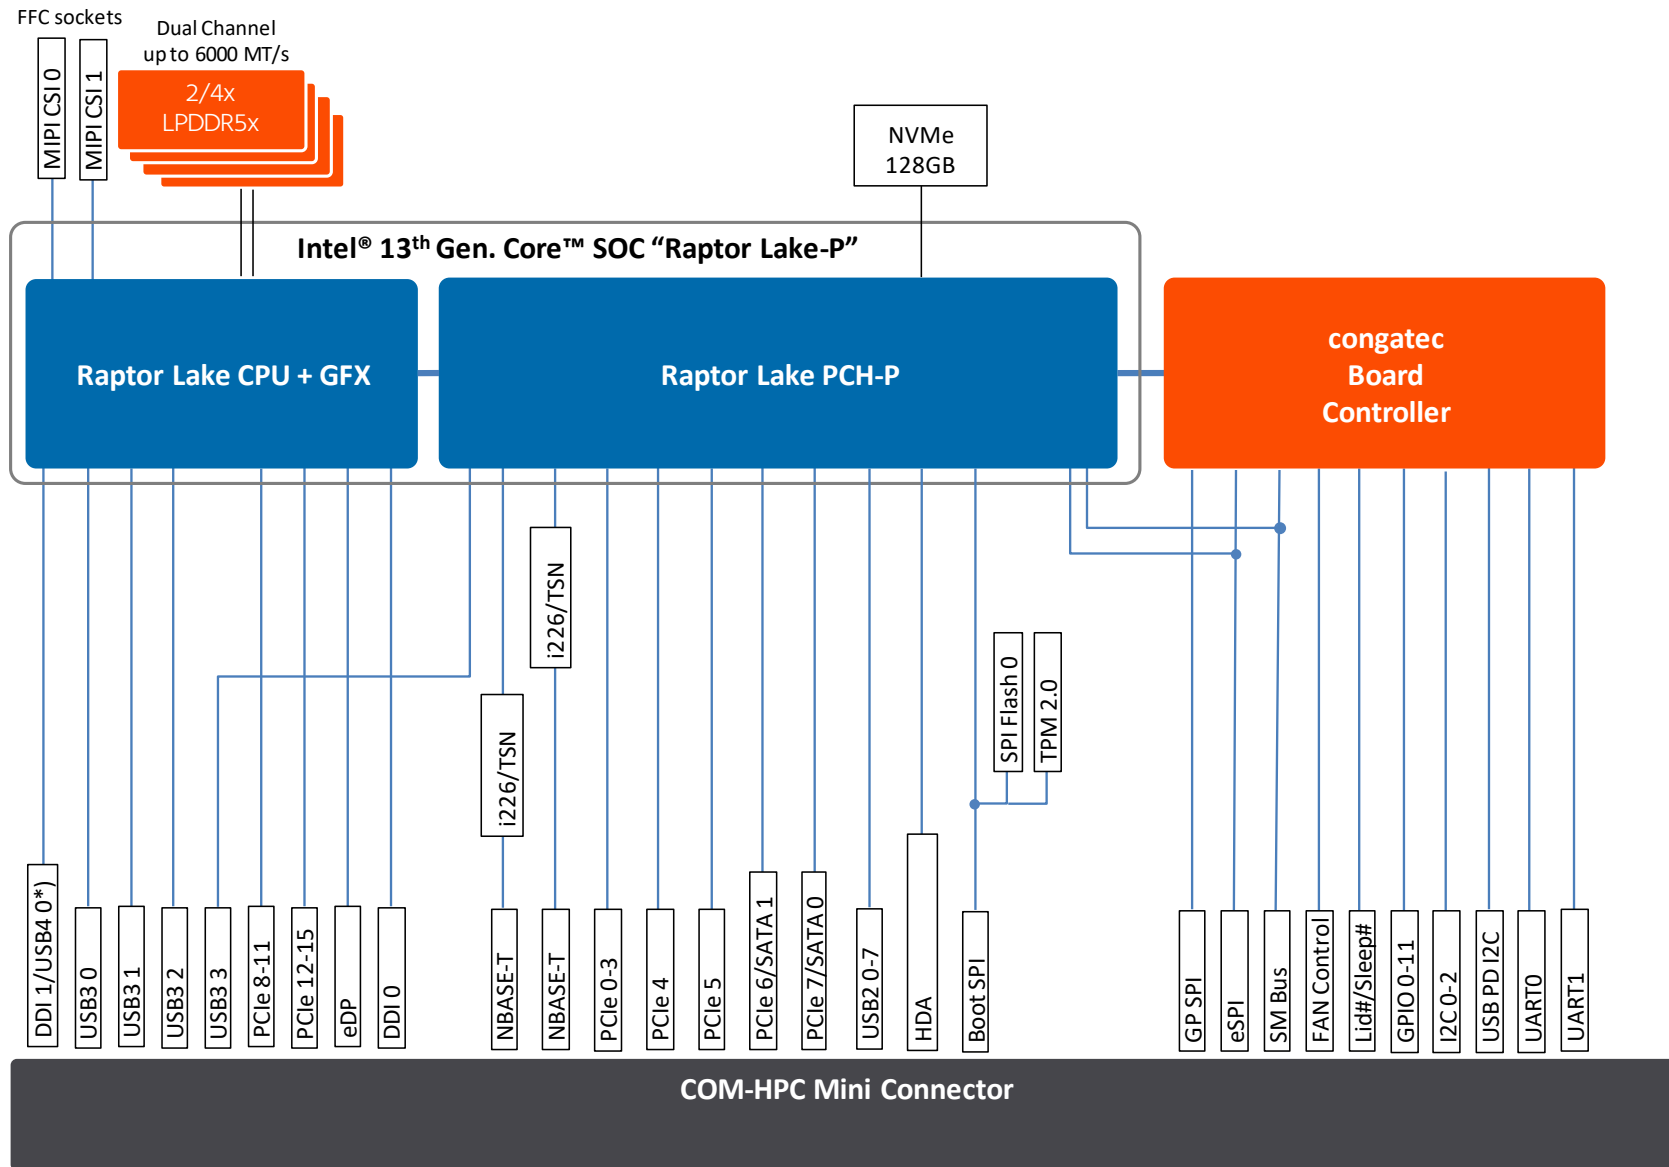 FFC sockets
Dual Channel
up to 6000 MT/s
MIPI CSI 0
MIPI CSI 1
2/4x
LPDDR5x
NVMe
128GB
Intel® 13th Gen. Core™ SOC “Raptor Lake-P”
Raptor Lake CPU + GFX
Raptor Lake PCH-P
congatec
Board
Controller
i226/TSN
i226/TSN
SPI Flash 0
TPM 2.0
DDI 1/USB4 0*)
USB3 0
USB3 1
USB3 2
USB3 3
PCIe 8-11
PCIe 12-15
eDP
DDI 0
NBASE-T
NBASE-T
PCIe 0-3
PCIe 4
PCIe 5
PCIe 6/SATA 1
PCIe 7/SATA 0
USB2 0-7
HDA
Boot SPI
GP SPI
eSPI
SM Bus
FAN Control
Lid#/Sleep#
GPIO 0-11
I2C 0-2
USB PD I2C
UART0
UART1
COM-HPC Mini Connector